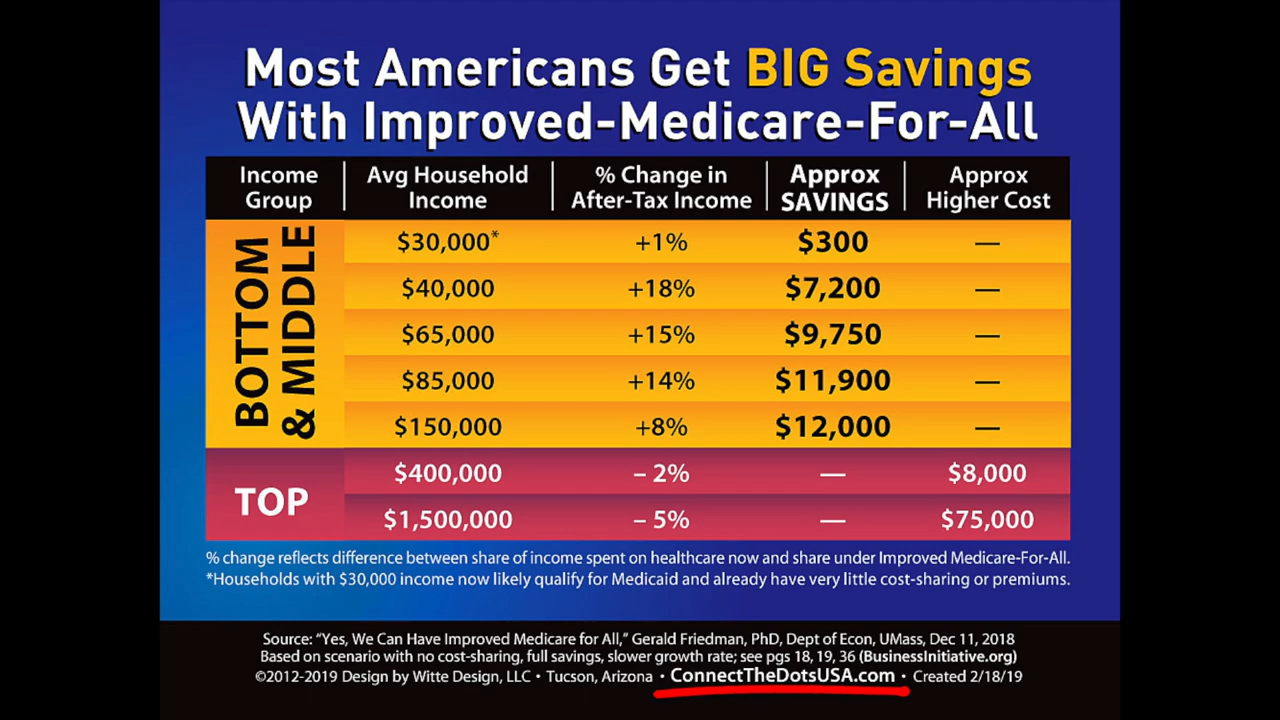 Most Americans Get BIG Savings
With Improved-Medicare-For-All
Income Group | Avg Household Income | % Change in After-Tax Income | Approx SAVINGS | Approx Higher Cost
BOTTOM & MIDDLE
$30,000* +1% $300 —
$40,000 +18% $7,200 —
$65,000 +15% $9,750 —
$85,000 +14% $11,900 —
$150,000 +8% $12,000 —
TOP
$400,000 – 2% — $8,000
$1,500,000 – 5% — $75,000
% change reflects difference between share of income spent on healthcare now and share under Improved Medicare-For-All.
*Households with $30,000 income now likely qualify for Medicaid and already have very little cost-sharing or premiums.
Source: “Yes, We Can Have Improved Medicare for All,” Gerald Friedman, PhD, Dept of Econ, UMass, Dec 11, 2018
Based on scenario with no cost-sharing, full savings, slower growth rate; see pgs 18, 19, 36 (BusinessInitiative.org)
©2012-2019 Design by Witte Design, LLC • Tucson, Arizona • ConnectTheDotsUSA.com • Created 2/18/19